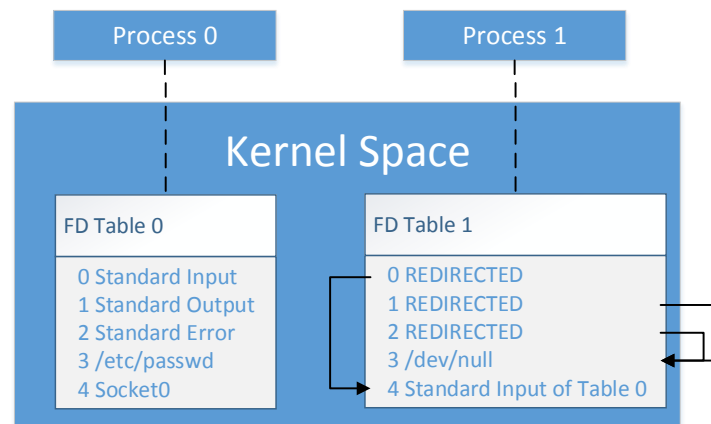 Process 0
Process 1
Kernel Space
FD Table 0
0 Standard Input
1 Standard Output
2 Standard Error
3 /etc/passwd
4 Socket0
FD Table 1
0 REDIRECTED
1 REDIRECTED
2 REDIRECTED
3 /dev/null
4 Standard Input of Table 0